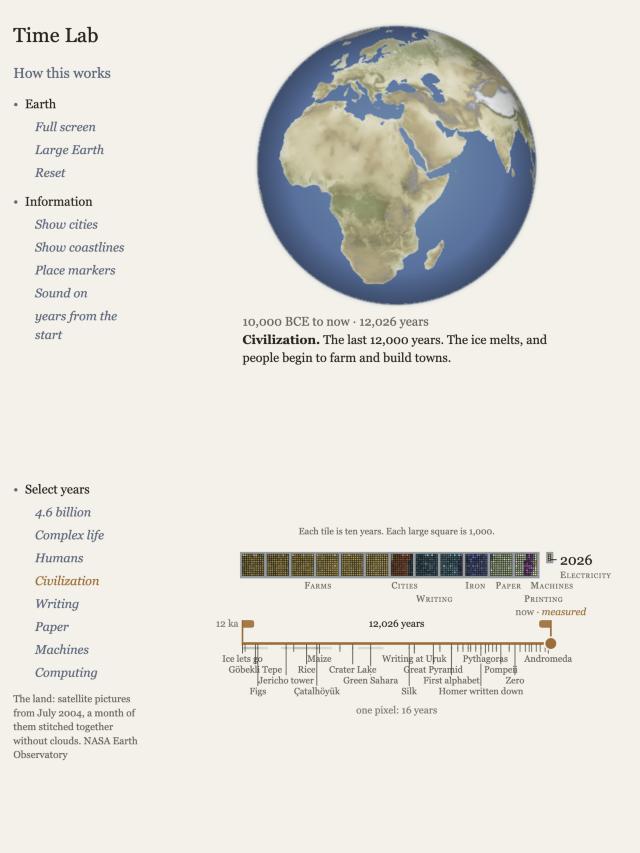 Time Lab
How this works
• Earth
Full screen
Large Earth
Reset
• Information
Show cities
Show coastlines
Place markers
Sound on
years from the
start
10,000 BCE to now · 12,026 years
Civilization. The last 12,000 years. The ice melts, and
people begin to farm and build towns.
• Select years
4.6 billion
Complex life
Humans
Civilization
Writing
Paper
Machines
Computing
The land: satellite pictures
from July 2004, a month of
them stitched together
without clouds. NASA Earth
Observatory
Each tile is ten years. Each large square is 1,000.
2026
Electricity
Farms Cities Iron Paper Machines
Writing Printing
now · measured
12 ka 12,026 years
Ice lets go Maize Writing at Uruk Pythagoras Andromeda
Göbekli Tepe Rice Crater Lake Great Pyramid Pompeii
Jericho tower Green Sahara First alphabet Zero
Figs Çatalhöyük Silk Homer written down
one pixel: 16 years